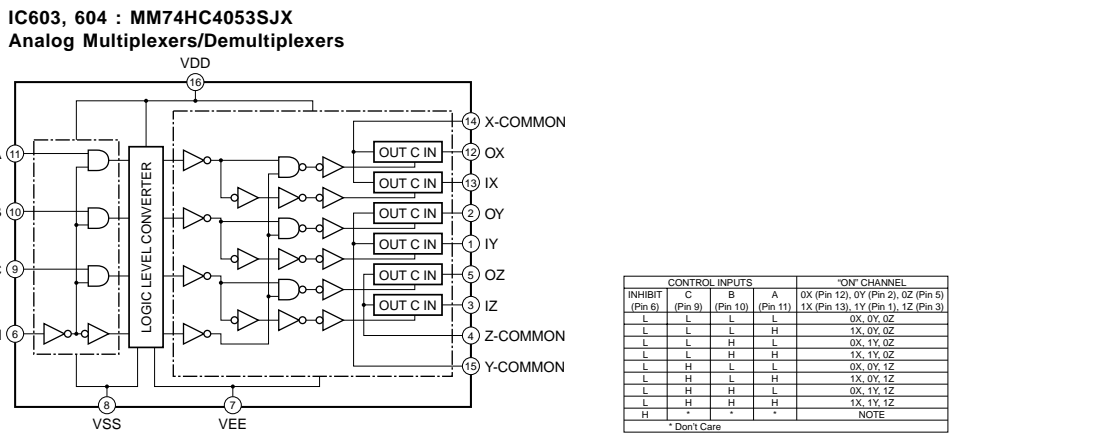 IC603, 604 : MM74HC4053SJX
Analog Multiplexers/Demultiplexers
VDD
16
14 X-COMMON
11
OUT C IN 12 OX
OUT C IN 13 IX
10
OUT C IN 2 OY
LOGIC LEVEL CONVERTER
OUT C IN 1 IY
9
OUT C IN 5 OZ
OUT C IN 3 IZ
6
4 Z-COMMON
15 Y-COMMON
8
7
VSS
VEE
CONTROL INPUTS "ON" CHANNEL
INHIBIT C B A 0X (Pin 12), 0Y (Pin 2), 0Z (Pin 5)
(Pin 6) (Pin 9) (Pin 10) (Pin 11) 1X (Pin 13), 1Y (Pin 1), 1Z (Pin 3)
L L L L 0X, 0Y, 0Z
L L L H 1X, 0Y, 0Z
L L H L 0X, 1Y, 0Z
L L H H 1X, 1Y, 0Z
L H L L 0X, 0Y, 1Z
L H L H 1X, 0Y, 1Z
L H H L 0X, 1Y, 1Z
L H H H 1X, 1Y, 1Z
H * * * NOTE
* Don't Care